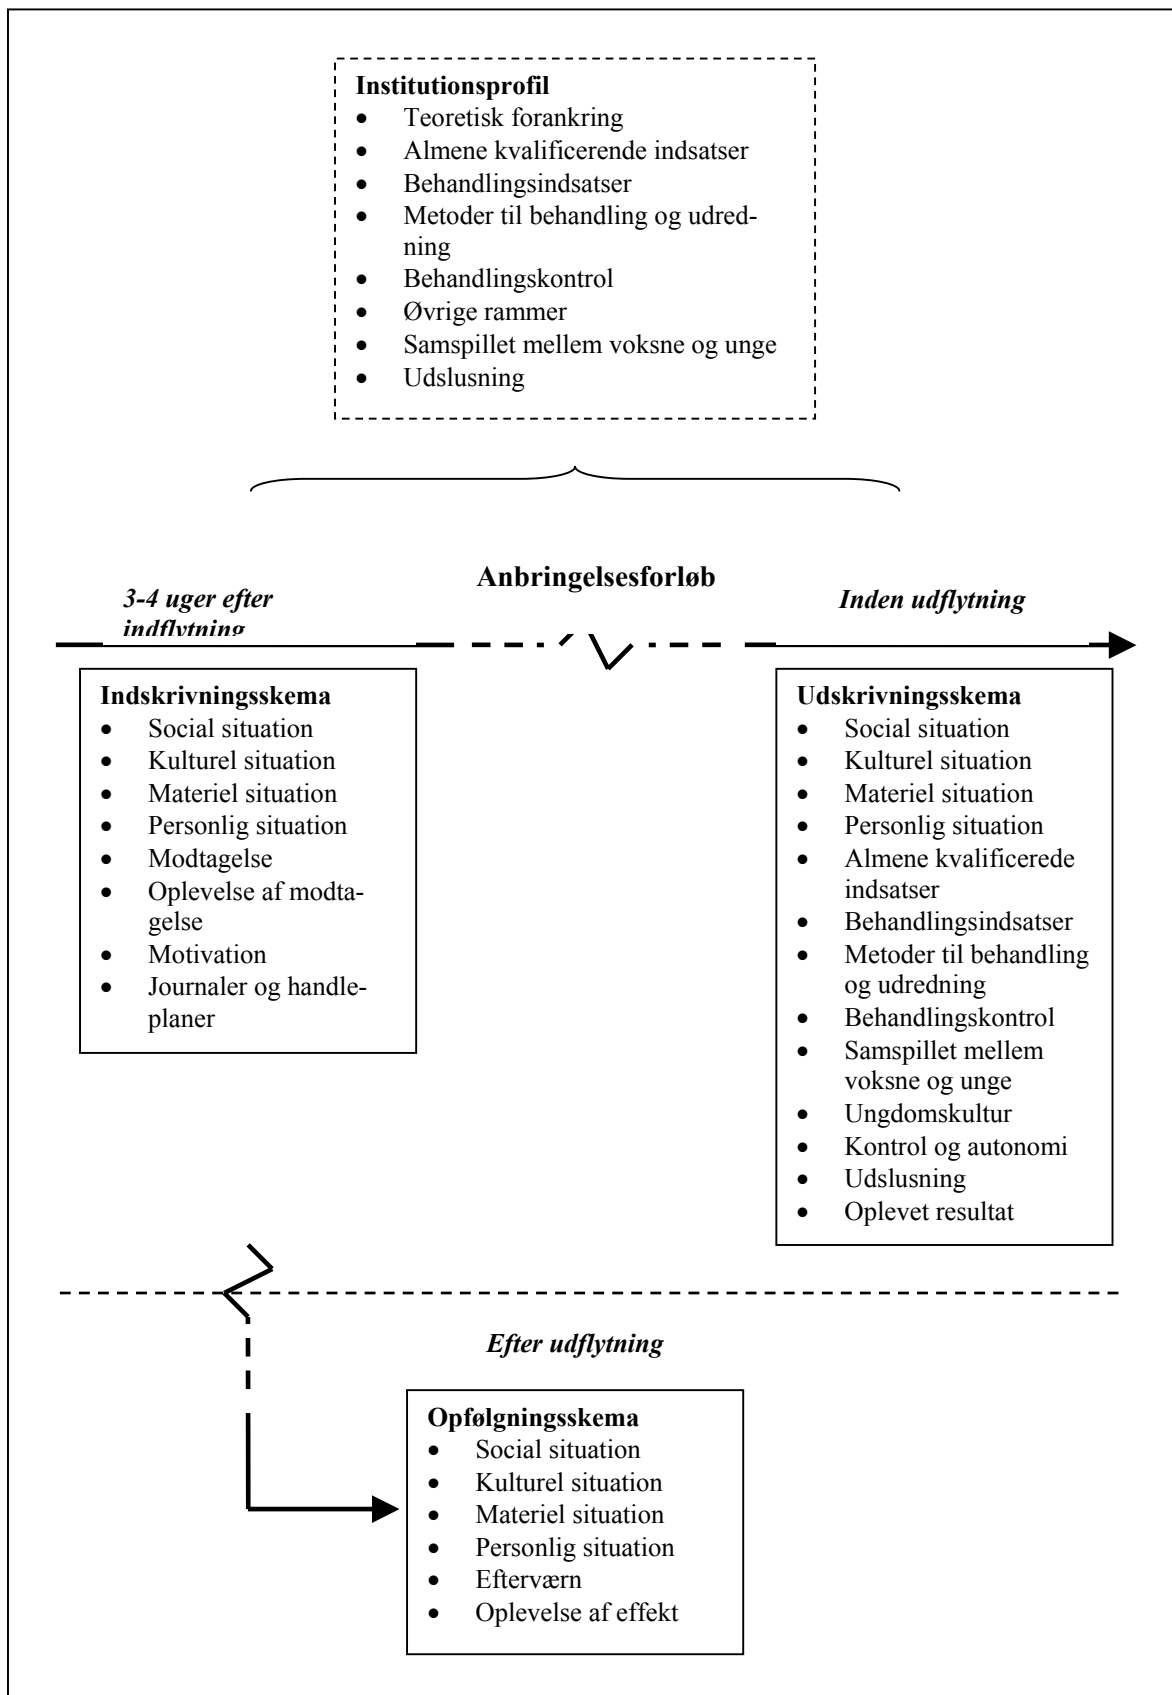 Institutionsprofil
• Teoretisk forankring
• Almene kvalificerende indsatser
• Behandlingsindsatser
• Metoder til behandling og udred-
ning
• Behandlingskontrol
• Øvrige rammer
• Samspillet mellem voksne og unge
• Udslusning
Anbringelsesforløb
3-4 uger efter
indflytning
Inden udflytning
Indskrivningsskema
• Social situation
• Kulturel situation
• Materiel situation
• Personlig situation
• Modtagelse
• Oplevelse af modta-
gelse
• Motivation
• Journaler og handle-
planer
Udskrivningsskema
• Social situation
• Kulturel situation
• Materiel situation
• Personlig situation
• Almene kvalificerede
indsatser
• Behandlingsindsatser
• Metoder til behandling
og udredning
• Behandlingskontrol
• Samspillet mellem
voksne og unge
• Ungdomskultur
• Kontrol og autonomi
• Udslusning
• Oplevet resultat
Efter udflytning
Opfølgningsskema
• Social situation
• Kulturel situation
• Materiel situation
• Personlig situation
• Efterværn
• Oplevelse af effekt